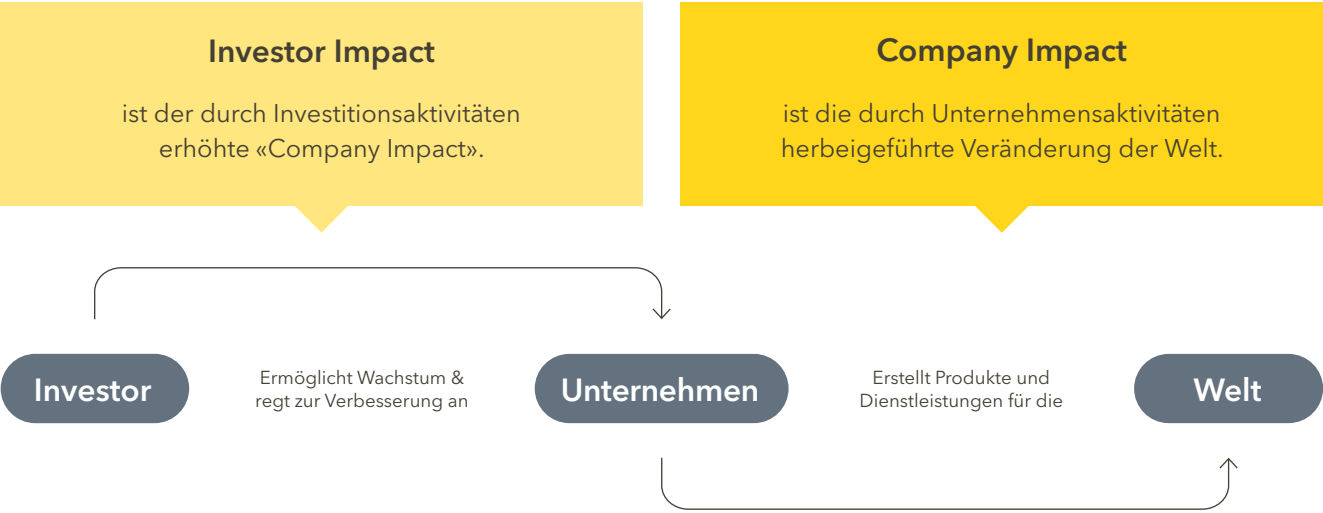 Investor Impact
ist der durch Investitionsaktivitäten
erhöhte «Company Impact».
Company Impact
ist die durch Unternehmensaktivitäten
herbeigeführte Veränderung der Welt.
Investor
Ermöglicht Wachstum &
regt zur Verbesserung an
Unternehmen
Erstellt Produkte und
Dienstleistungen für die
Welt